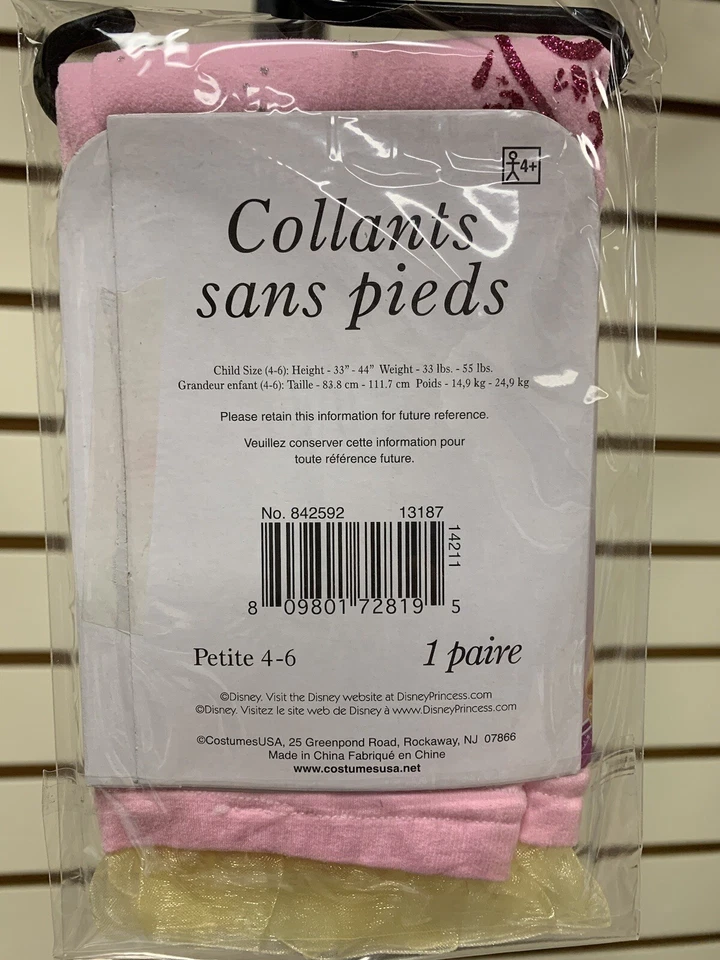 4+
Collants
sans pieds
Child Size (4-6): Height - 33" - 44" Weight - 33 lbs. - 55 lbs.
Grandeur enfant (4-6): Taille - 83.8 cm - 111.7 cm Poids - 14,9 kg - 24,9 kg
Please retain this information for future reference.
Veuillez conserver cette information pour
toute référence future.
No. 842592 13187
14211
8 09801 72819 5
Petite 4-6 1 paire
©Disney. Visit the Disney website at DisneyPrincess.com
©Disney. Visitez le site web de Disney à www.DisneyPrincess.com
©CostumesUSA, 25 Greenpond Road, Rockaway, NJ 07866
Made in China Fabriqué en Chine
www.costumesusa.net